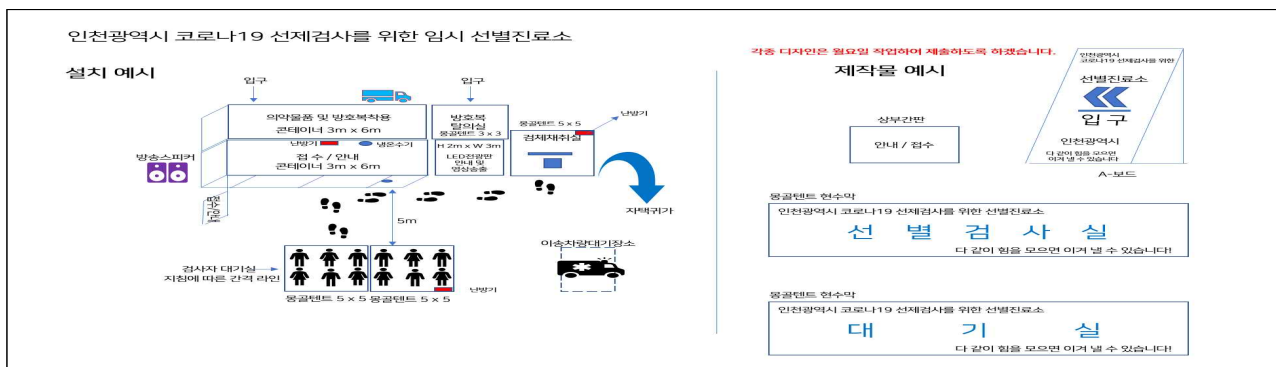 인천광역시 코로나19 선제검사를 위한 임시 선별진료소
설치 예시
입구
입구
의약물품 및 방호복착용
콘테이너 3m x 6m
방호복
탈의실
몽골텐트 3 x 3
몽골텐트 5 x 5
검체채취실
난방기
난방기
냉온수기
접 수 / 안내
콘테이너 3m x 6m
H 2m x W 3m
LED전광판
안내 및
영상송출
방송스피커
접수/안내
5m
자택귀가
검사자 대기실
지침에 따른 간격 라인
몽골텐트 5 x 5
몽골텐트 5 x 5
난방기
이송차량대기장소
각종 디자인은 월요일 작업하여 제출하도록 하겠습니다.
제작물 예시
상부간판
안내 / 접수
인천광역시
코로나19 선제검사를 위한
선별진료소
입 구
인천광역시
다 같이 힘을 모으면
이겨 낼 수 있습니다
A-보드
몽골텐트 현수막
인천광역시 코로나19 선제검사를 위한 선별진료소
선 별 검 사 실
다 같이 힘을 모으면 이겨 낼 수 있습니다!
몽골텐트 현수막
인천광역시 코로나19 선제검사를 위한 선별진료소
대 기 실
다 같이 힘을 모으면 이겨 낼 수 있습니다!